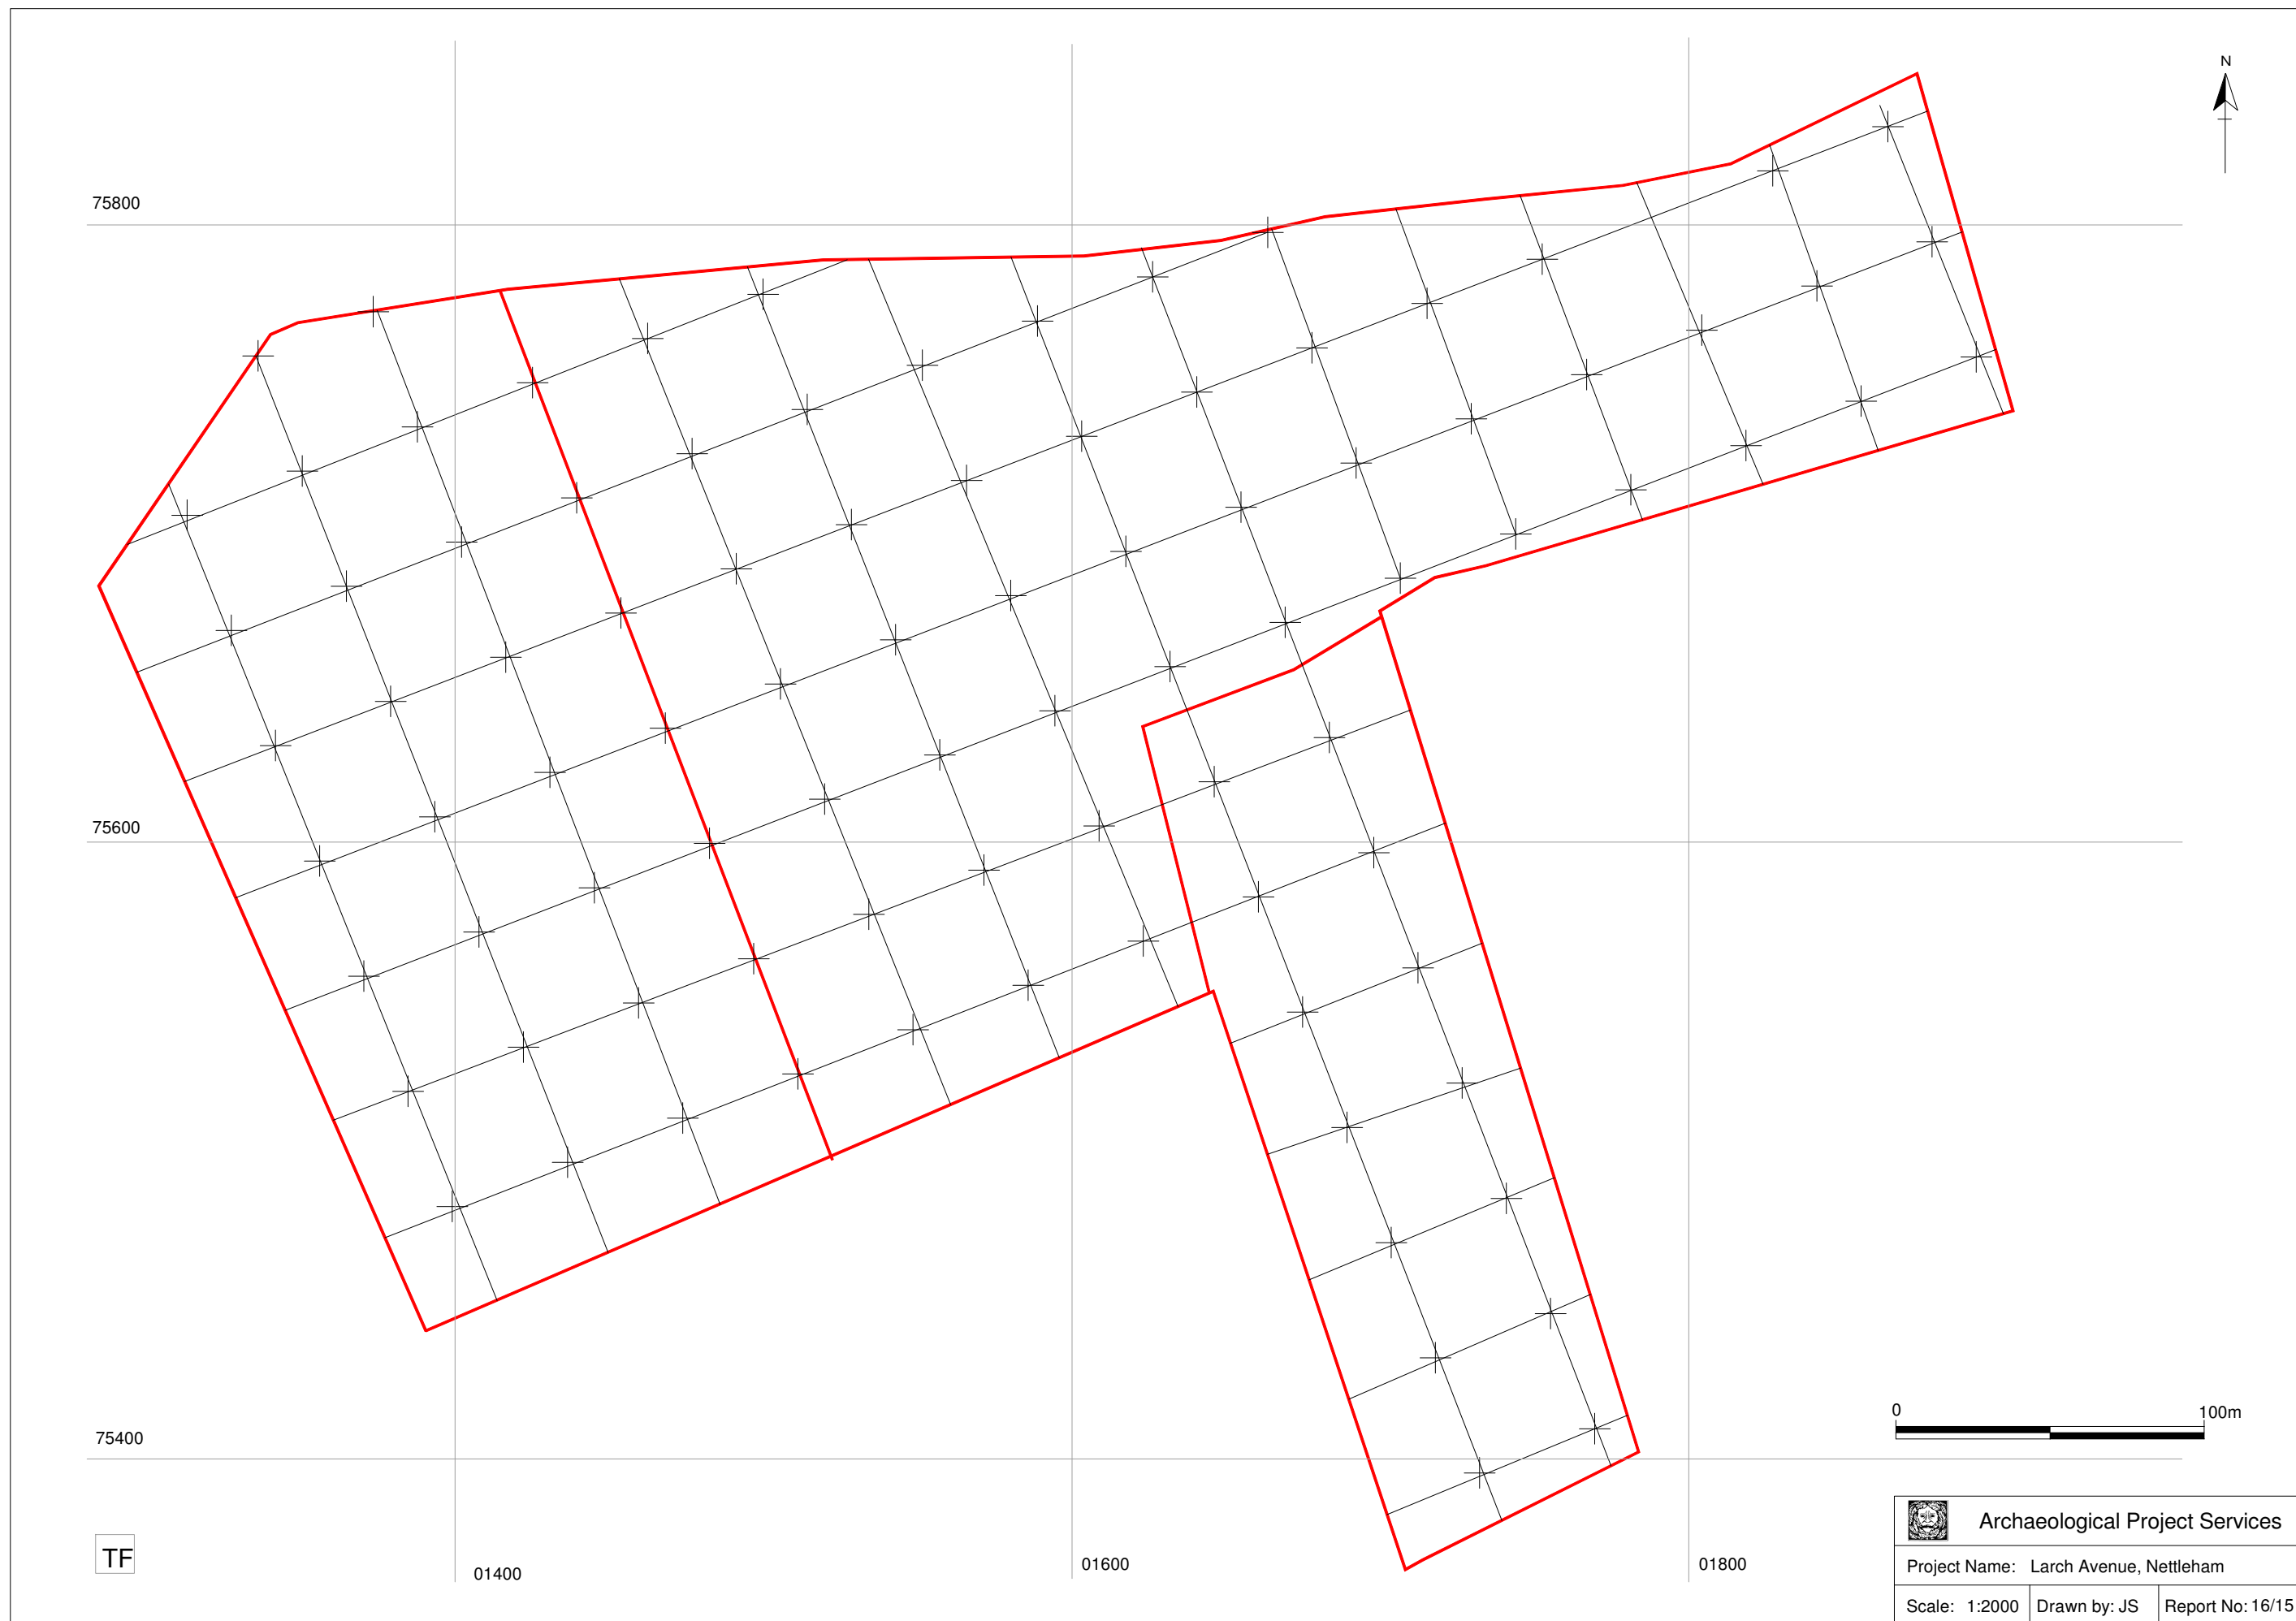 N
75800
75600
75400
0 100m
TF
01400
01600
01800
Archaeological Project Services
Project Name: Larch Avenue, Nettleham
Scale: 1:2000 Drawn by: JS Report No: 16/15